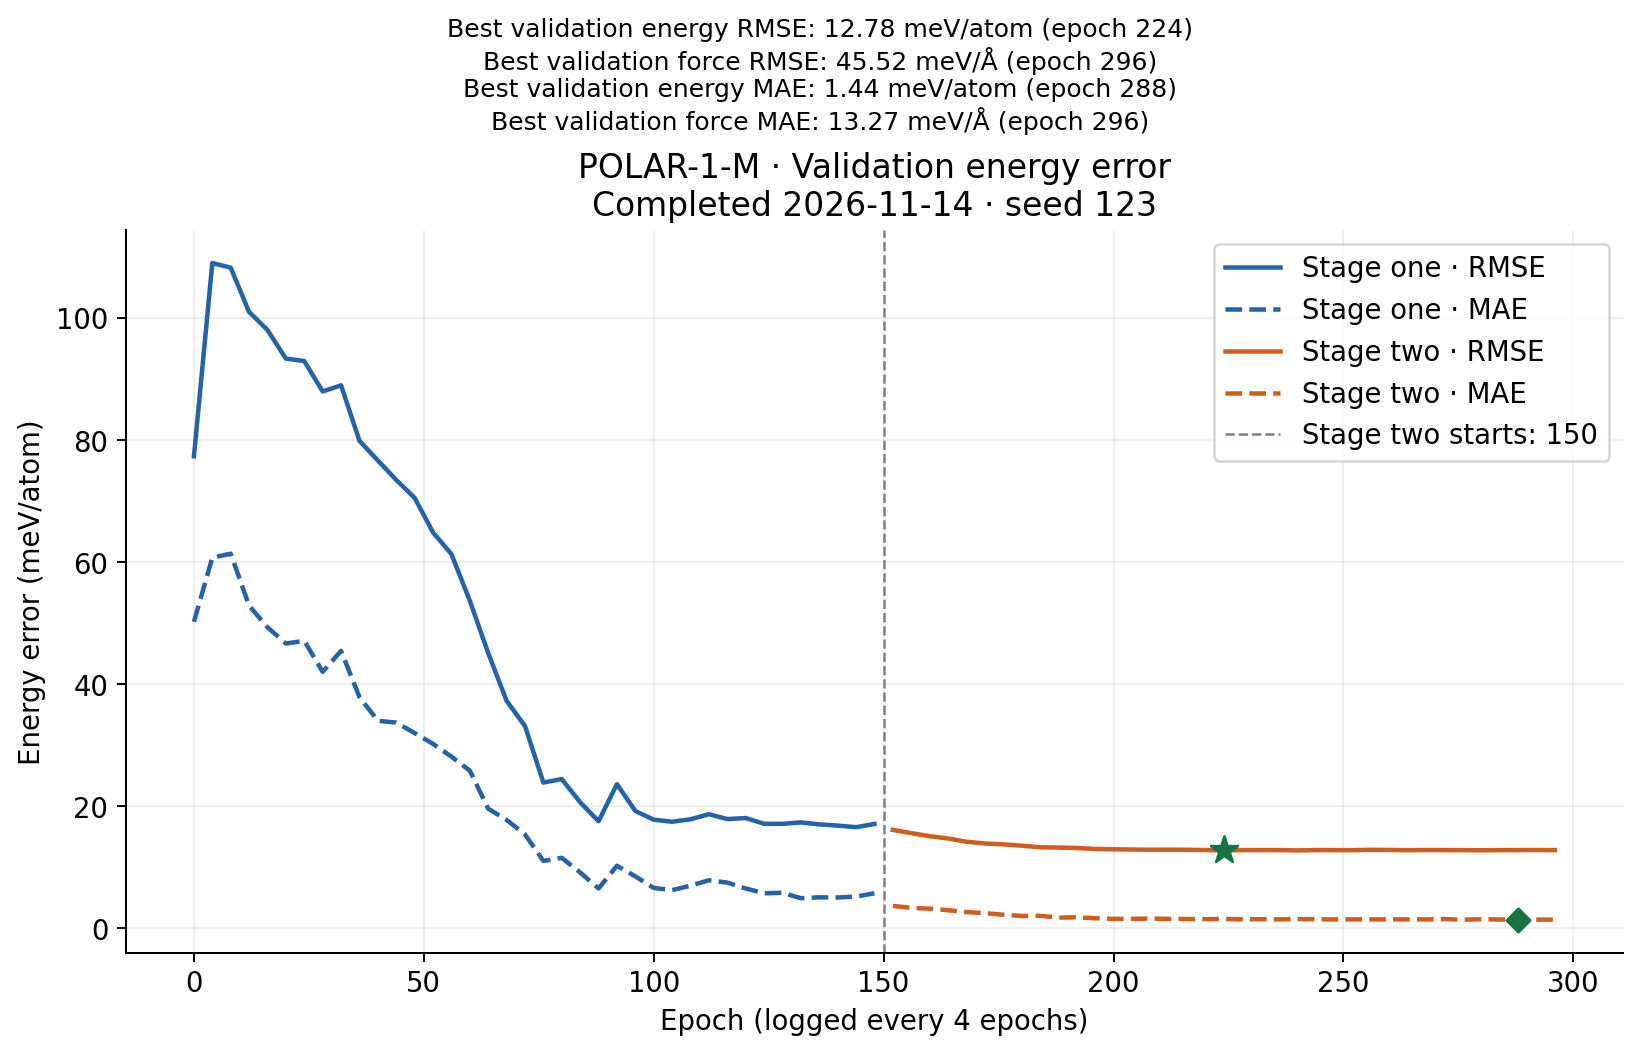 Best validation energy RMSE: 12.78 meV/atom (epoch 224)
Best validation force RMSE: 45.52 meV/Å (epoch 296)
Best validation energy MAE: 1.44 meV/atom (epoch 288)
Best validation force MAE: 13.27 meV/Å (epoch 296)
POLAR-1-M · Validation energy error
Completed 2026-11-14 · seed 123
Stage one · RMSE
Stage one · MAE
Stage two · RMSE
Stage two · MAE
Stage two starts: 150
Energy error (meV/atom)
100
80
60
40
20
0
0 50 100 150 200 250 300
Epoch (logged every 4 epochs)